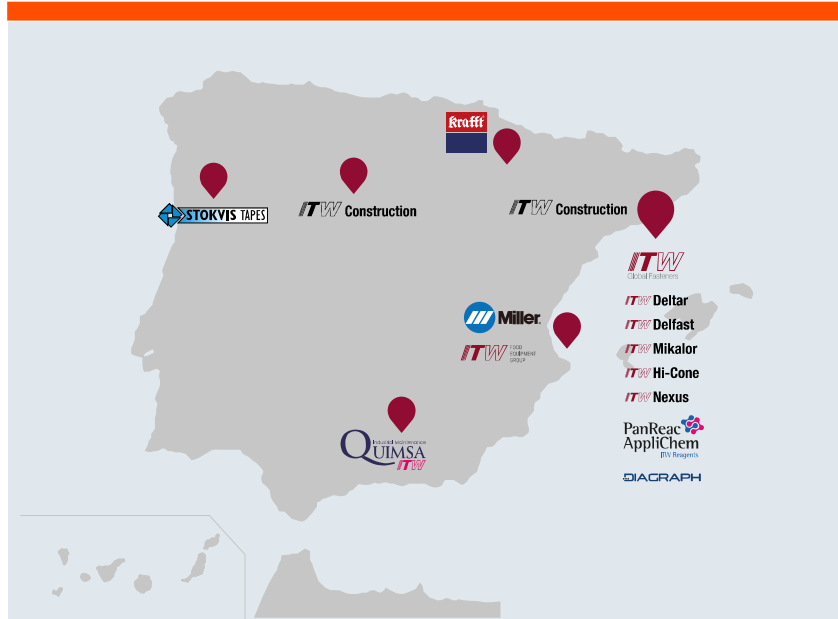 Krafft
STOKVIS TAPES
ITW Construction
ITW Construction
ITW
Global Fasteners
ITW Deltar
ITW Delfast
ITW Mikalor
ITW Hi-Cone
ITW Nexus
Miller
ITW FOOD
EQUIPMENT
GROUP
Industrial Maintenance
QUIMSA
ITW
PanReac
AppliChem
ITW Reagents
DIAGRAPH